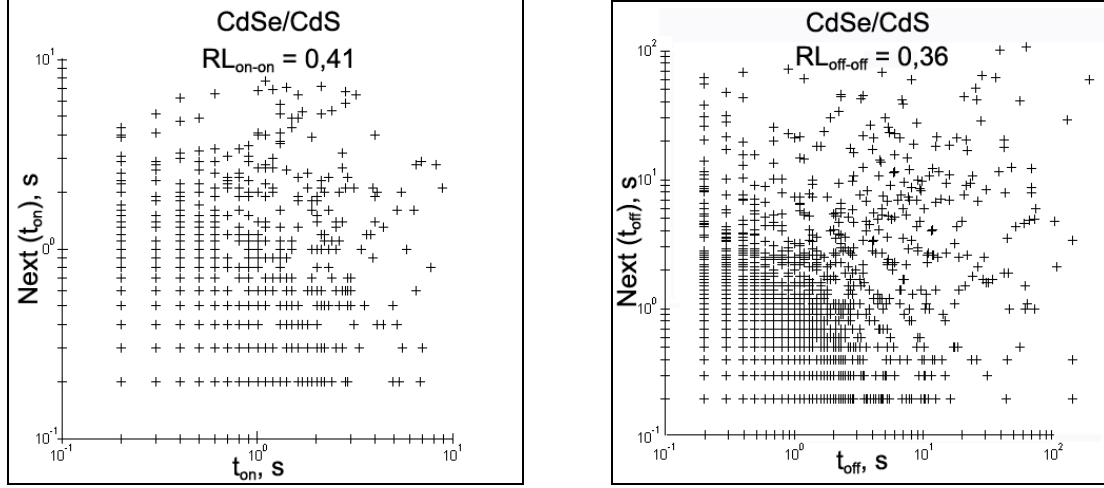 CdSe/CdS
RLon-on = 0,41
10^1
10^0
10^-1
Next (ton), s
10^-1
10^0
10^1
ton, s
CdSe/CdS
RLoff-off = 0,36
10^2
10^1
10^0
10^-1
Next (toff), s
10^-1
10^0
10^1
10^2
toff, s